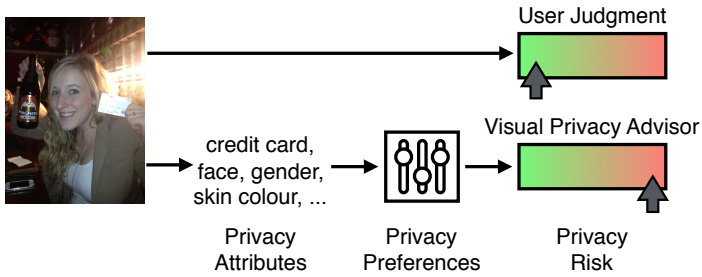 User Judgment
Visual Privacy Advisor
credit card,
face, gender,
skin colour, ...
Privacy
Attributes
Privacy
Preferences
Privacy
Risk